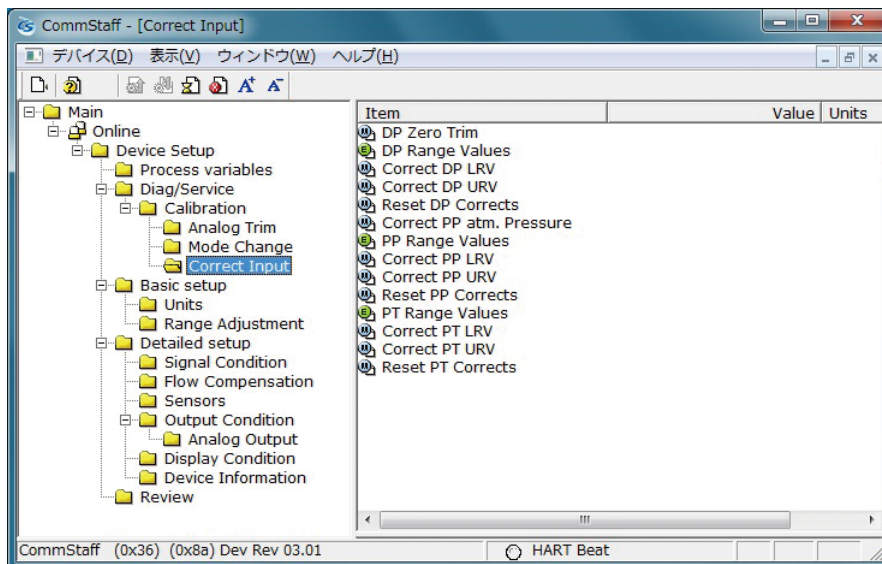 CommStaff - [Correct Input]
デバイス(D) 表示(V) ウィンドウ(W) ヘルプ(H)
Main
Online
Device Setup
Process variables
Diag/Service
Calibration
Analog Trim
Mode Change
Correct Input
Basic setup
Units
Range Adjustment
Detailed setup
Signal Condition
Flow Compensation
Sensors
Output Condition
Analog Output
Display Condition
Device Information
Review
Item Value Units
DP Zero Trim
DP Range Values
Correct DP LRV
Correct DP URV
Reset DP Corrects
Correct PP atm. Pressure
PP Range Values
Correct PP LRV
Correct PP URV
Reset PP Corrects
PT Range Values
Correct PT LRV
Correct PT URV
Reset PT Corrects
CommStaff (0x36) (0x8a) Dev Rev 03.01 HART Beat